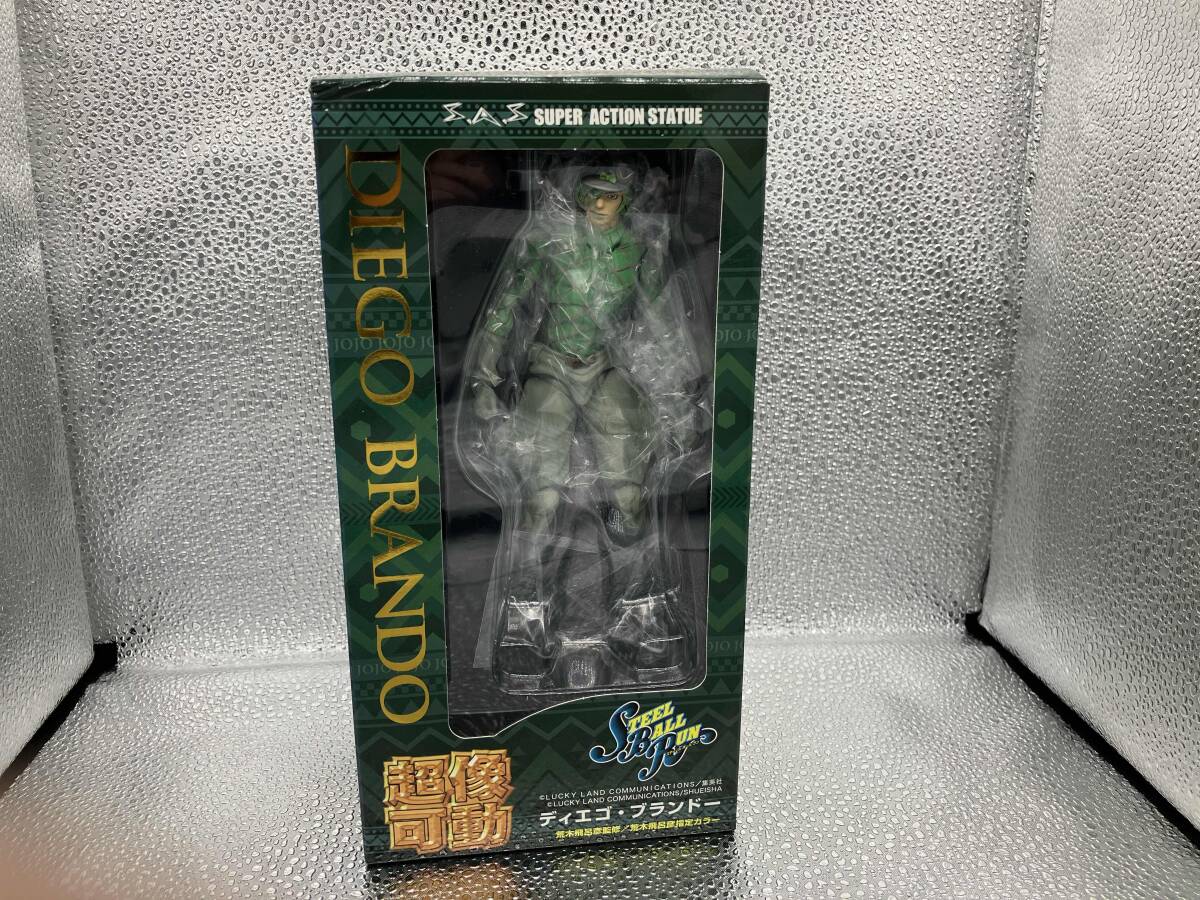 S.A.S SUPER ACTION STATUE
DIEGO BRANDO
JOJO JOJO JO
JOJO JO
STEEL
BALL
RUN
超像
可動
©LUCKY LAND COMMUNICATIONS／集英社
©LUCKY LAND COMMUNICATIONS/SHUEISHA
ディエゴ・ブランドー
荒木飛呂彦監修／荒木飛呂彦指定カラー